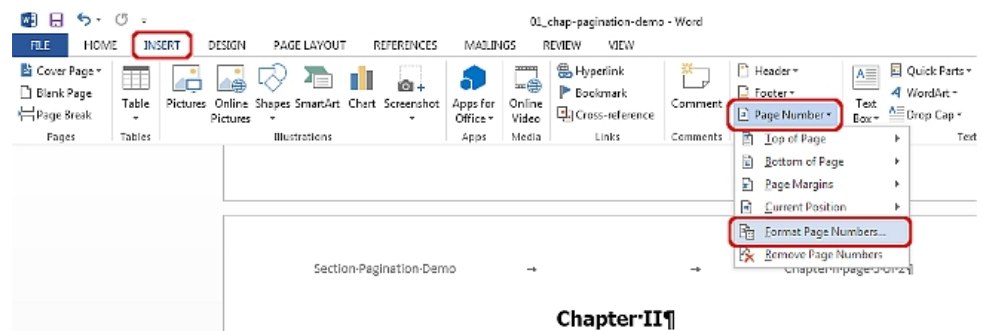 01_chap-pagination-demo - Word
FILE HOME INSERT DESIGN PAGE LAYOUT REFERENCES MAILINGS REVIEW VIEW
Cover Page
Blank Page
Page Break
Pages
Table
Tables
Pictures
Online Pictures
Shapes
SmartArt
Chart
Screenshot
Illustrations
Apps for Office
Apps
Online Video
Media
Hyperlink
Bookmark
Cross-reference
Links
Comment
Comments
Header
Footer
Page Number
Text Box
Quick Parts
WordArt
Drop Cap
Text
Top of Page
Bottom of Page
Page Margins
Current Position
Format Page Numbers...
Remove Page Numbers
Section-Pagination-Demo → →
Chapter·II¶